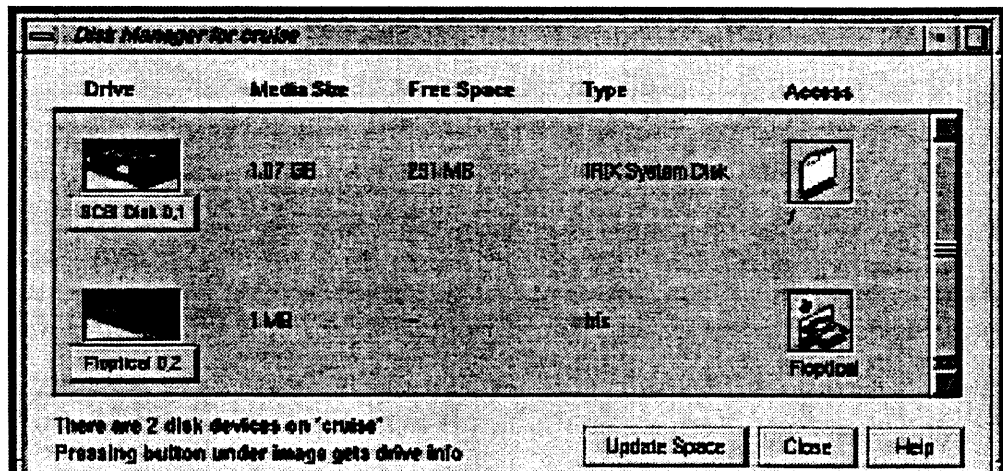 Disk Manager for cruise
Drive Media Size Free Space Type Access
1.07 GB MB IRIX System Disk
SCSI Disk 0,1 /
1 MB
Floptical 0,2 Floptical
There are 2 disk devices on "cruise"
Pressing button under image gets drive info
Update Space Close Help